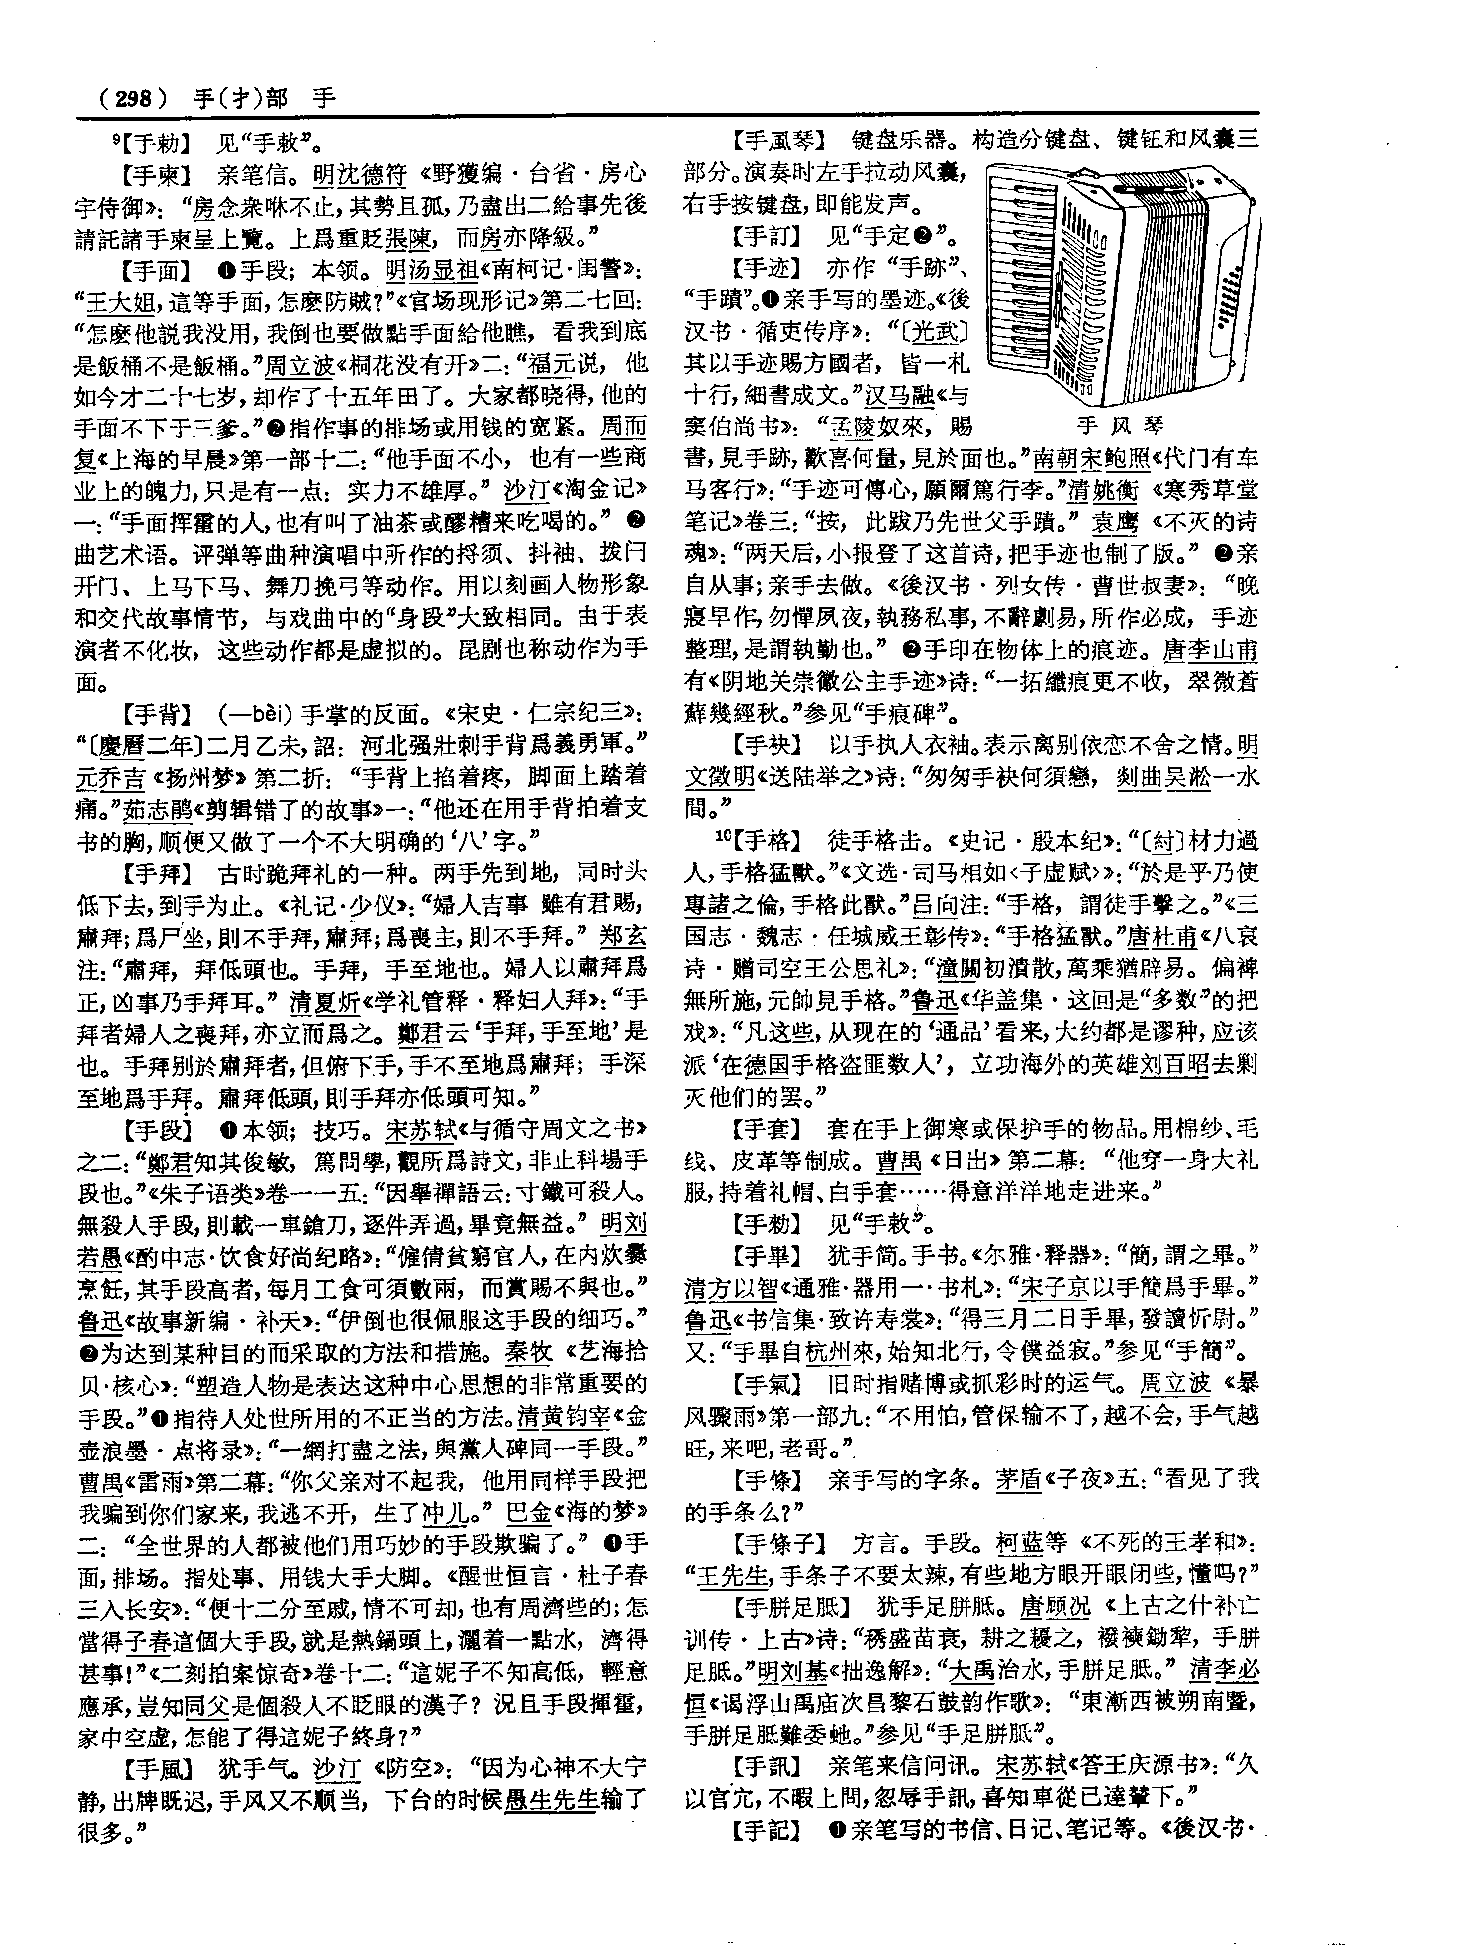 （298） 手(扌)部 手
⁹【手勑】 见“手敕”。
【手柬】 亲笔信。明沈德符《野獲编·台省·房心
宇侍御》：“房念衆咻不止，其勢且孤，乃盡出二給事先後
請託諸手柬呈上覽。上爲重貶張陳，而房亦降級。”
【手面】 ❶手段；本领。明汤显祖《南柯记·围警》：
“王大姐，這等手面，怎麽防贼？”《官场现形记》第二七回：
“怎麽他説我没用，我倒也要做點手面給他瞧，看我到底
是飯桶不是飯桶。”周立波《桐花没有开》二：“福元说，他
如今才二十七岁，却作了十五年田了。大家都晓得，他的
手面不下于三爹。”❷指作事的排场或用钱的宽紧。周而
复《上海的早晨》第一部十二：“他手面不小，也有一些商
业上的魄力，只是有一点：实力不雄厚。”沙汀《淘金记》
一：“手面挥霍的人，也有叫了油茶或醪糟来吃喝的。”❸
曲艺术语。评弹等曲种演唱中所作的捋须、抖袖、拨闩
开门、上马下马、舞刀挽弓等动作。用以刻画人物形象
和交代故事情节，与戏曲中的“身段”大致相同。由于表
演者不化妆，这些动作都是虚拟的。昆剧也称动作为手
面。
【手背】 (—bèi) 手掌的反面。《宋史·仁宗纪三》：
“〔慶曆二年〕二月乙未，詔：河北强壯刺手背爲義勇軍。”
元乔吉《扬州梦》第二折：“手背上掐着疼，脚面上踏着
痛。”茹志鹃《剪辑错了的故事》一：“他还在用手背拍着支
书的胸，顺便又做了一个不大明确的‘八’字。”
【手拜】 古时跪拜礼的一种。两手先到地，同时头
低下去，到手为止。《礼记·少仪》：“婦人吉事 雖有君賜，
肅拜；爲尸坐，則不手拜，肅拜；爲喪主，則不手拜。”郑玄
注：“肅拜，拜低頭也。手拜，手至地也。婦人以肅拜爲
正，凶事乃手拜耳。”清夏炘《学礼管释·释妇人拜》：“手
拜者婦人之喪拜，亦立而爲之。鄭君云‘手拜，手至地’是
也。手拜别於肅拜者，但俯下手，手不至地爲肅拜；手深
至地爲手拜。肅拜低頭，則手拜亦低頭可知。”
【手段】 ❶本领；技巧。宋苏轼《与循守周文之书》
之二：“鄭君知其俊敏，篤問學，觀所爲詩文，非止科場手
段也。”《朱子语类》卷一一五：“因舉禪語云：寸鐵可殺人。
無殺人手段，則載一車鎗刀，逐件弄過，畢竟無益。”明刘
若愚《酌中志·饮食好尚纪略》：“僱倩貧窮官人，在内炊爨
烹飪，其手段高者，每月工食可須數兩，而賞賜不與也。”
鲁迅《故事新编·补天》：“伊倒也很佩服这手段的细巧。”
❷为达到某种目的而采取的方法和措施。秦牧《艺海拾
贝·核心》：“塑造人物是表达这种中心思想的非常重要的
手段。”❸指待人处世所用的不正当的方法。清黄钧宰《金
壶浪墨·点将录》：“一網打盡之法，與黨人碑同一手段。”
曹禺《雷雨》第二幕：“你父亲对不起我，他用同样手段把
我骗到你们家来，我逃不开，生了冲儿。”巴金《海的梦》
二：“全世界的人都被他们用巧妙的手段欺骗了。”❹手
面，排场。指处事、用钱大手大脚。《醒世恒言·杜子春
三入长安》：“便十二分至戚，情不可却，也有周濟些的；怎
當得子春這個大手段，就是熱鍋頭上，灑着一點水，濟得
甚事！”《二刻拍案惊奇》卷十二：“這妮子不知高低，輕意
應承，豈知同父是個殺人不眨眼的漢子？况且手段揮霍，
家中空虚，怎能了得這妮子終身？”
【手風】 犹手气。沙汀《防空》：“因为心神不大宁
静，出牌既迟，手风又不顺当，下台的时候愚生先生输了
很多。”
【手風琴】 键盘乐器。构造分键盘、键钮和风囊三
部分。演奏时左手拉动风囊，
右手按键盘，即能发声。
【手訂】 见“手定❷”。
【手迹】 亦作“手跡”、
“手蹟”。❶亲手写的墨迹。《後
汉书·循吏传序》：“〔光武〕
其以手迹賜方國者，皆一札
十行，細書成文。”汉马融《与
窦伯尚书》：“孟陵奴來，賜
手 风 琴
書，見手跡，歡喜何量，見於面也。”南朝宋鲍照《代门有车
马客行》：“手迹可傳心，願爾篤行李。”清姚衡《寒秀草堂
笔记》卷三：“按，此跋乃先世父手蹟。”袁鹰《不灭的诗
魂》：“两天后，小报登了这首诗，把手迹也制了版。”❷亲
自从事；亲手去做。《後汉书·列女传·曹世叔妻》：“晚
寢早作，勿憚夙夜，執務私事，不辭劇易，所作必成，手迹
整理，是謂執勤也。”❸手印在物体上的痕迹。唐李山甫
有《阴地关崇徽公主手迹》诗：“一拓纖痕更不收，翠微蒼
蘚幾經秋。”参见“手痕碑”。
【手袂】 以手执人衣袖。表示离别依恋不舍之情。明
文徵明《送陆举之》诗：“匆匆手袂何須戀，剡曲吴淞一水
間。”
¹⁰【手格】 徒手格击。《史记·殷本纪》：“〔紂〕材力過
人，手格猛獸。”《文选·司马相如〈子虚赋〉》：“於是乎乃使
專諸之倫，手格此獸。”吕向注：“手格，謂徒手擊之。”《三
国志·魏志·任城威王彰传》：“手格猛獸。”唐杜甫《八哀
诗·赠司空王公思礼》：“潼關初潰散，萬乘猶辟易。偏裨
無所施，元帥見手格。”鲁迅《华盖集·这回是“多数”的把
戏》：“凡这些，从现在的‘通品’看来，大约都是谬种，应该
派‘在德国手格盗匪数人’，立功海外的英雄刘百昭去剿
灭他们的罢。”
【手套】 套在手上御寒或保护手的物品。用棉纱、毛
线、皮革等制成。曹禺《日出》第二幕：“他穿一身大礼
服，持着礼帽、白手套……得意洋洋地走进来。”
【手勑】 见“手敕”。
【手畢】 犹手简。手书。《尔雅·释器》：“簡，謂之畢。”
清方以智《通雅·器用一·书札》：“宋子京以手簡爲手畢。”
鲁迅《书信集·致许寿裳》：“得三月二日手畢，發讀忻尉。”
又：“手畢自杭州來，始知北行，令僕益寂。”参见“手簡”。
【手氣】 旧时指赌博或抓彩时的运气。周立波《暴
风骤雨》第一部九：“不用怕，管保输不了，越不会，手气越
旺，来吧，老哥。”
【手條】 亲手写的字条。茅盾《子夜》五：“看见了我
的手条么？”
【手條子】 方言。手段。柯蓝等《不死的王孝和》：
“王先生，手条子不要太辣，有些地方眼开眼闭些，懂吗？”
【手胼足胝】 犹手足胼胝。唐顾况《上古之什补亡
训传·上古》诗：“莠盛苗衰，耕之耰之，襏襫鋤犂，手胼
足胝。”明刘基《拙逸解》：“大禹治水，手胼足胝。”清李必
恒《谒浮山禹庙次昌黎石鼓韵作歌》：“東漸西被朔南暨，
手胼足胝難委虵。”参见“手足胼胝”。
【手訊】 亲笔来信问讯。宋苏轼《答王庆源书》：“久
以官冗，不暇上問，忽辱手訊，喜知車從已達輦下。”
【手記】 ❶亲笔写的书信、日记、笔记等。《後汉书·